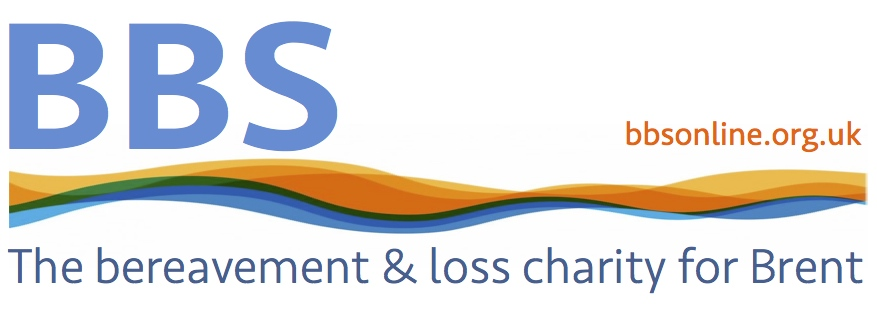 BBS
bbsonline.org.uk
The bereavement & loss charity for Brent